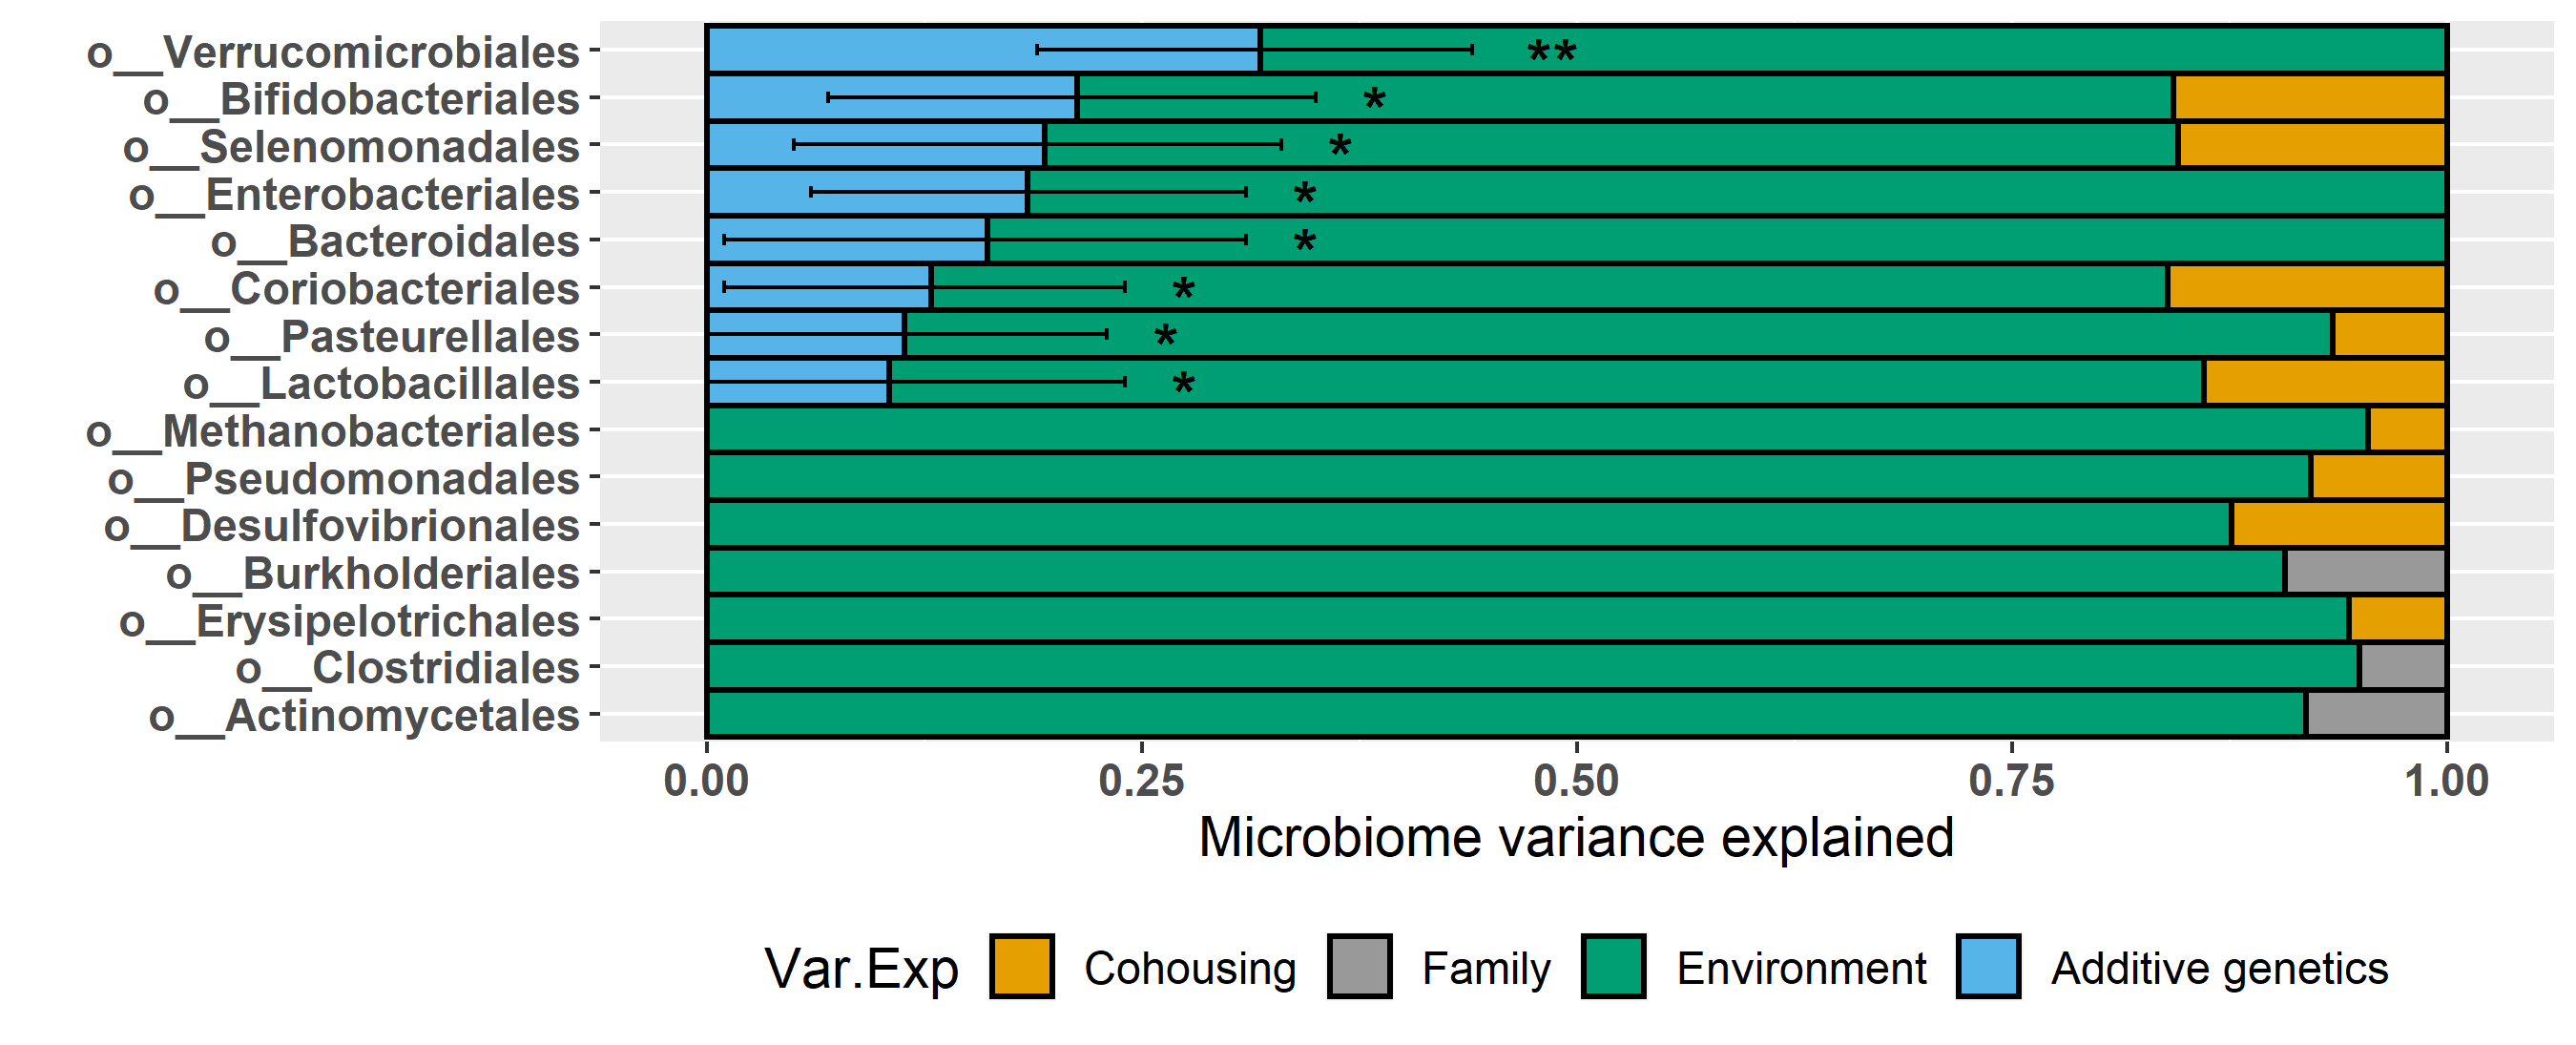 o__Verrucomicrobiales **
o__Bifidobacteriales *
o__Selenomonadales *
o__Enterobacteriales *
o__Bacteroidales *
o__Coriobacteriales *
o__Pasteurellales *
o__Lactobacillales *
o__Methanobacteriales
o__Pseudomonadales
o__Desulfovibrionales
o__Burkholderiales
o__Erysipelotrichales
o__Clostridiales
o__Actinomycetales
0.00 0.25 0.50 0.75 1.00
Microbiome variance explained
Var.Exp Cohousing Family Environment Additive genetics